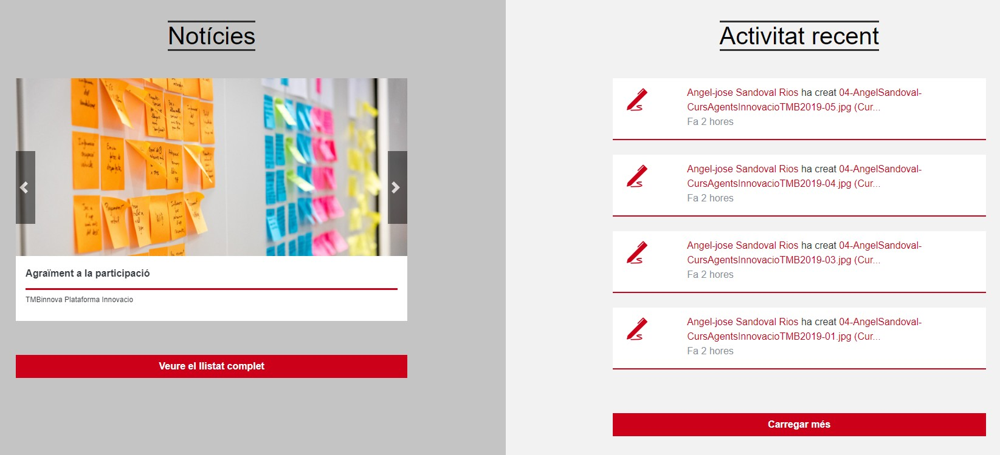 Notícies
Agraïment a la participació
TMBinnova Plataforma Innovacio
Veure el llistat complet
Activitat recent
Angel-jose Sandoval Rios ha creat 04-AngelSandoval-
CursAgentsInnovacioTMB2019-05.jpg (Cur...
Fa 2 hores
Angel-jose Sandoval Rios ha creat 04-AngelSandoval-
CursAgentsInnovacioTMB2019-04.jpg (Cur...
Fa 2 hores
Angel-jose Sandoval Rios ha creat 04-AngelSandoval-
CursAgentsInnovacioTMB2019-03.jpg (Cur...
Fa 2 hores
Angel-jose Sandoval Rios ha creat 04-AngelSandoval-
CursAgentsInnovacioTMB2019-01.jpg (Cur...
Fa 2 hores
Carregar més